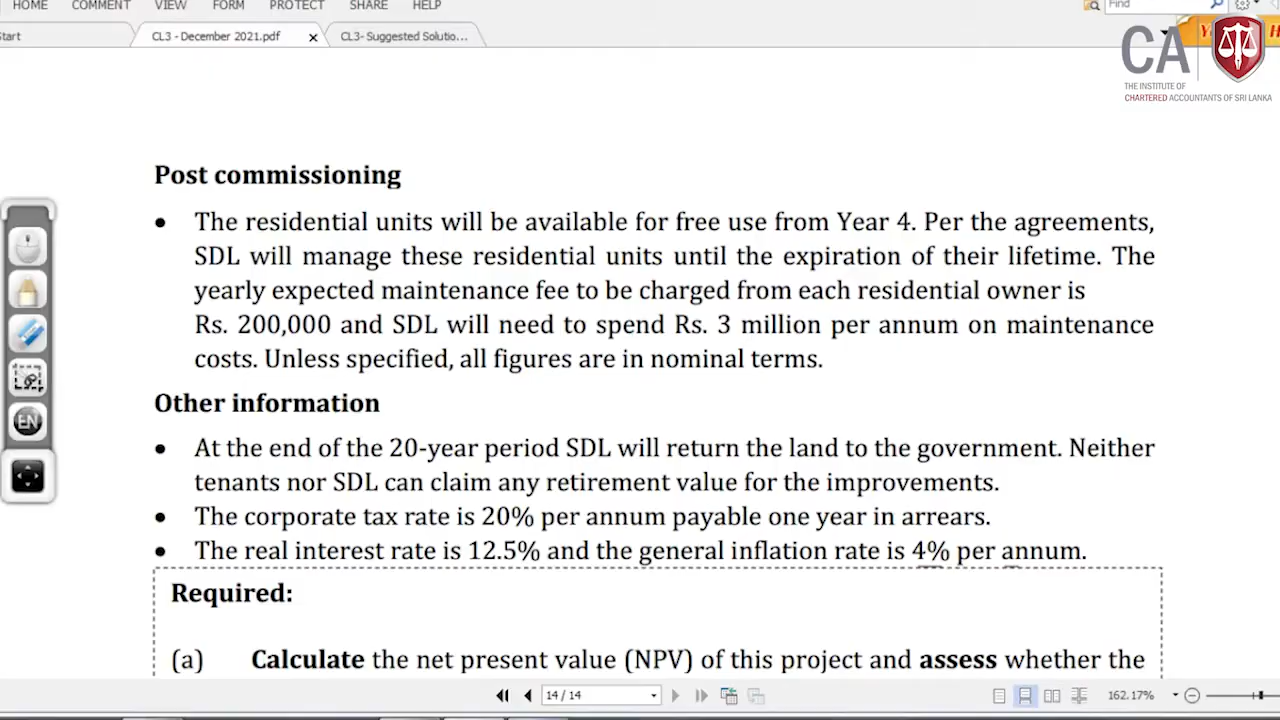 HOME COMMENT VIEW FORM PROTECT SHARE HELP Find
tart CL3 - December 2021.pdf x CL3- Suggested Solutio...
CA
THE INSTITUTE OF
CHARTERED ACCOUNTANTS OF SRI LANKA
Post commissioning
• The residential units will be available for free use from Year 4. Per the agreements,
SDL will manage these residential units until the expiration of their lifetime. The
yearly expected maintenance fee to be charged from each residential owner is
Rs. 200,000 and SDL will need to spend Rs. 3 million per annum on maintenance
costs. Unless specified, all figures are in nominal terms.
Other information
• At the end of the 20-year period SDL will return the land to the government. Neither
tenants nor SDL can claim any retirement value for the improvements.
• The corporate tax rate is 20% per annum payable one year in arrears.
• The real interest rate is 12.5% and the general inflation rate is 4% per annum.
Required:
(a) Calculate the net present value (NPV) of this project and assess whether the
EN
14 / 14
162.17%